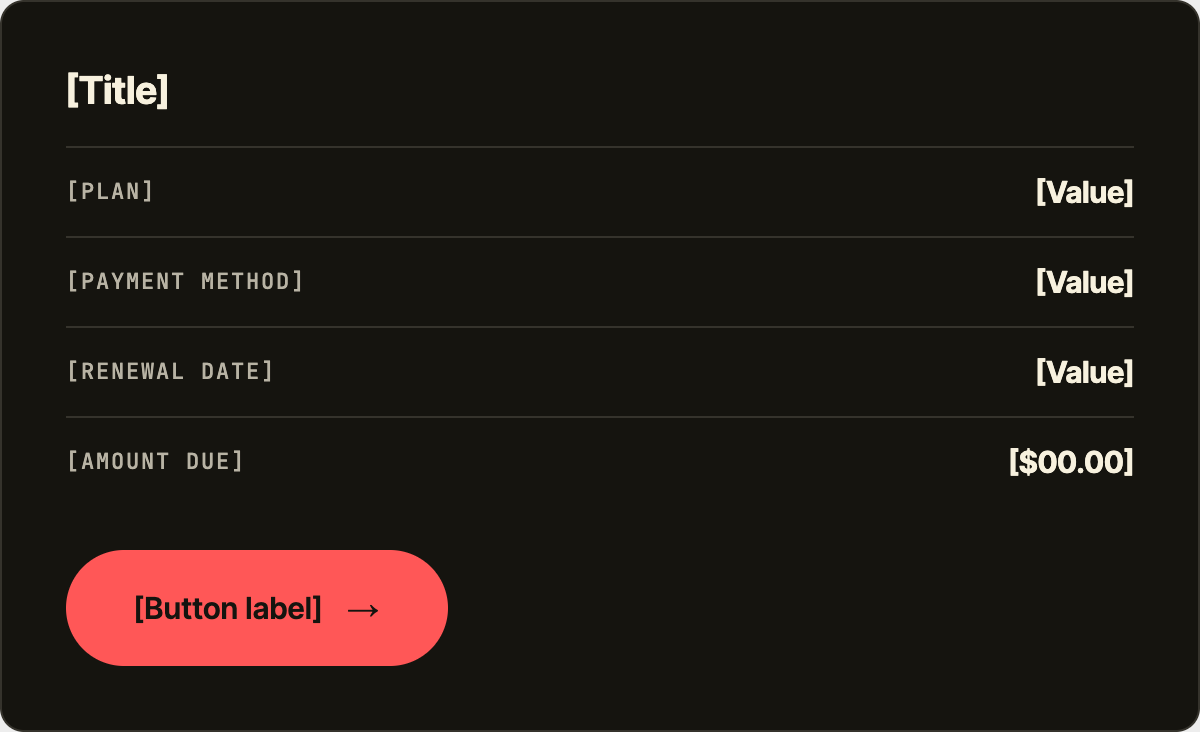 [Title]
[PLAN] [Value]
[PAYMENT METHOD] [Value]
[RENEWAL DATE] [Value]
[AMOUNT DUE] [$00.00]
[Button label] →